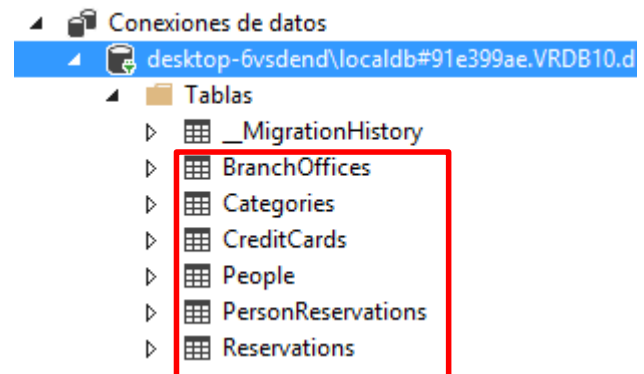 Conexiones de datos
desktop-6vsdend\localdb#91e399ae.VRDB10.d
Tablas
__MigrationHistory
BranchOffices
Categories
CreditCards
People
PersonReservations
Reservations